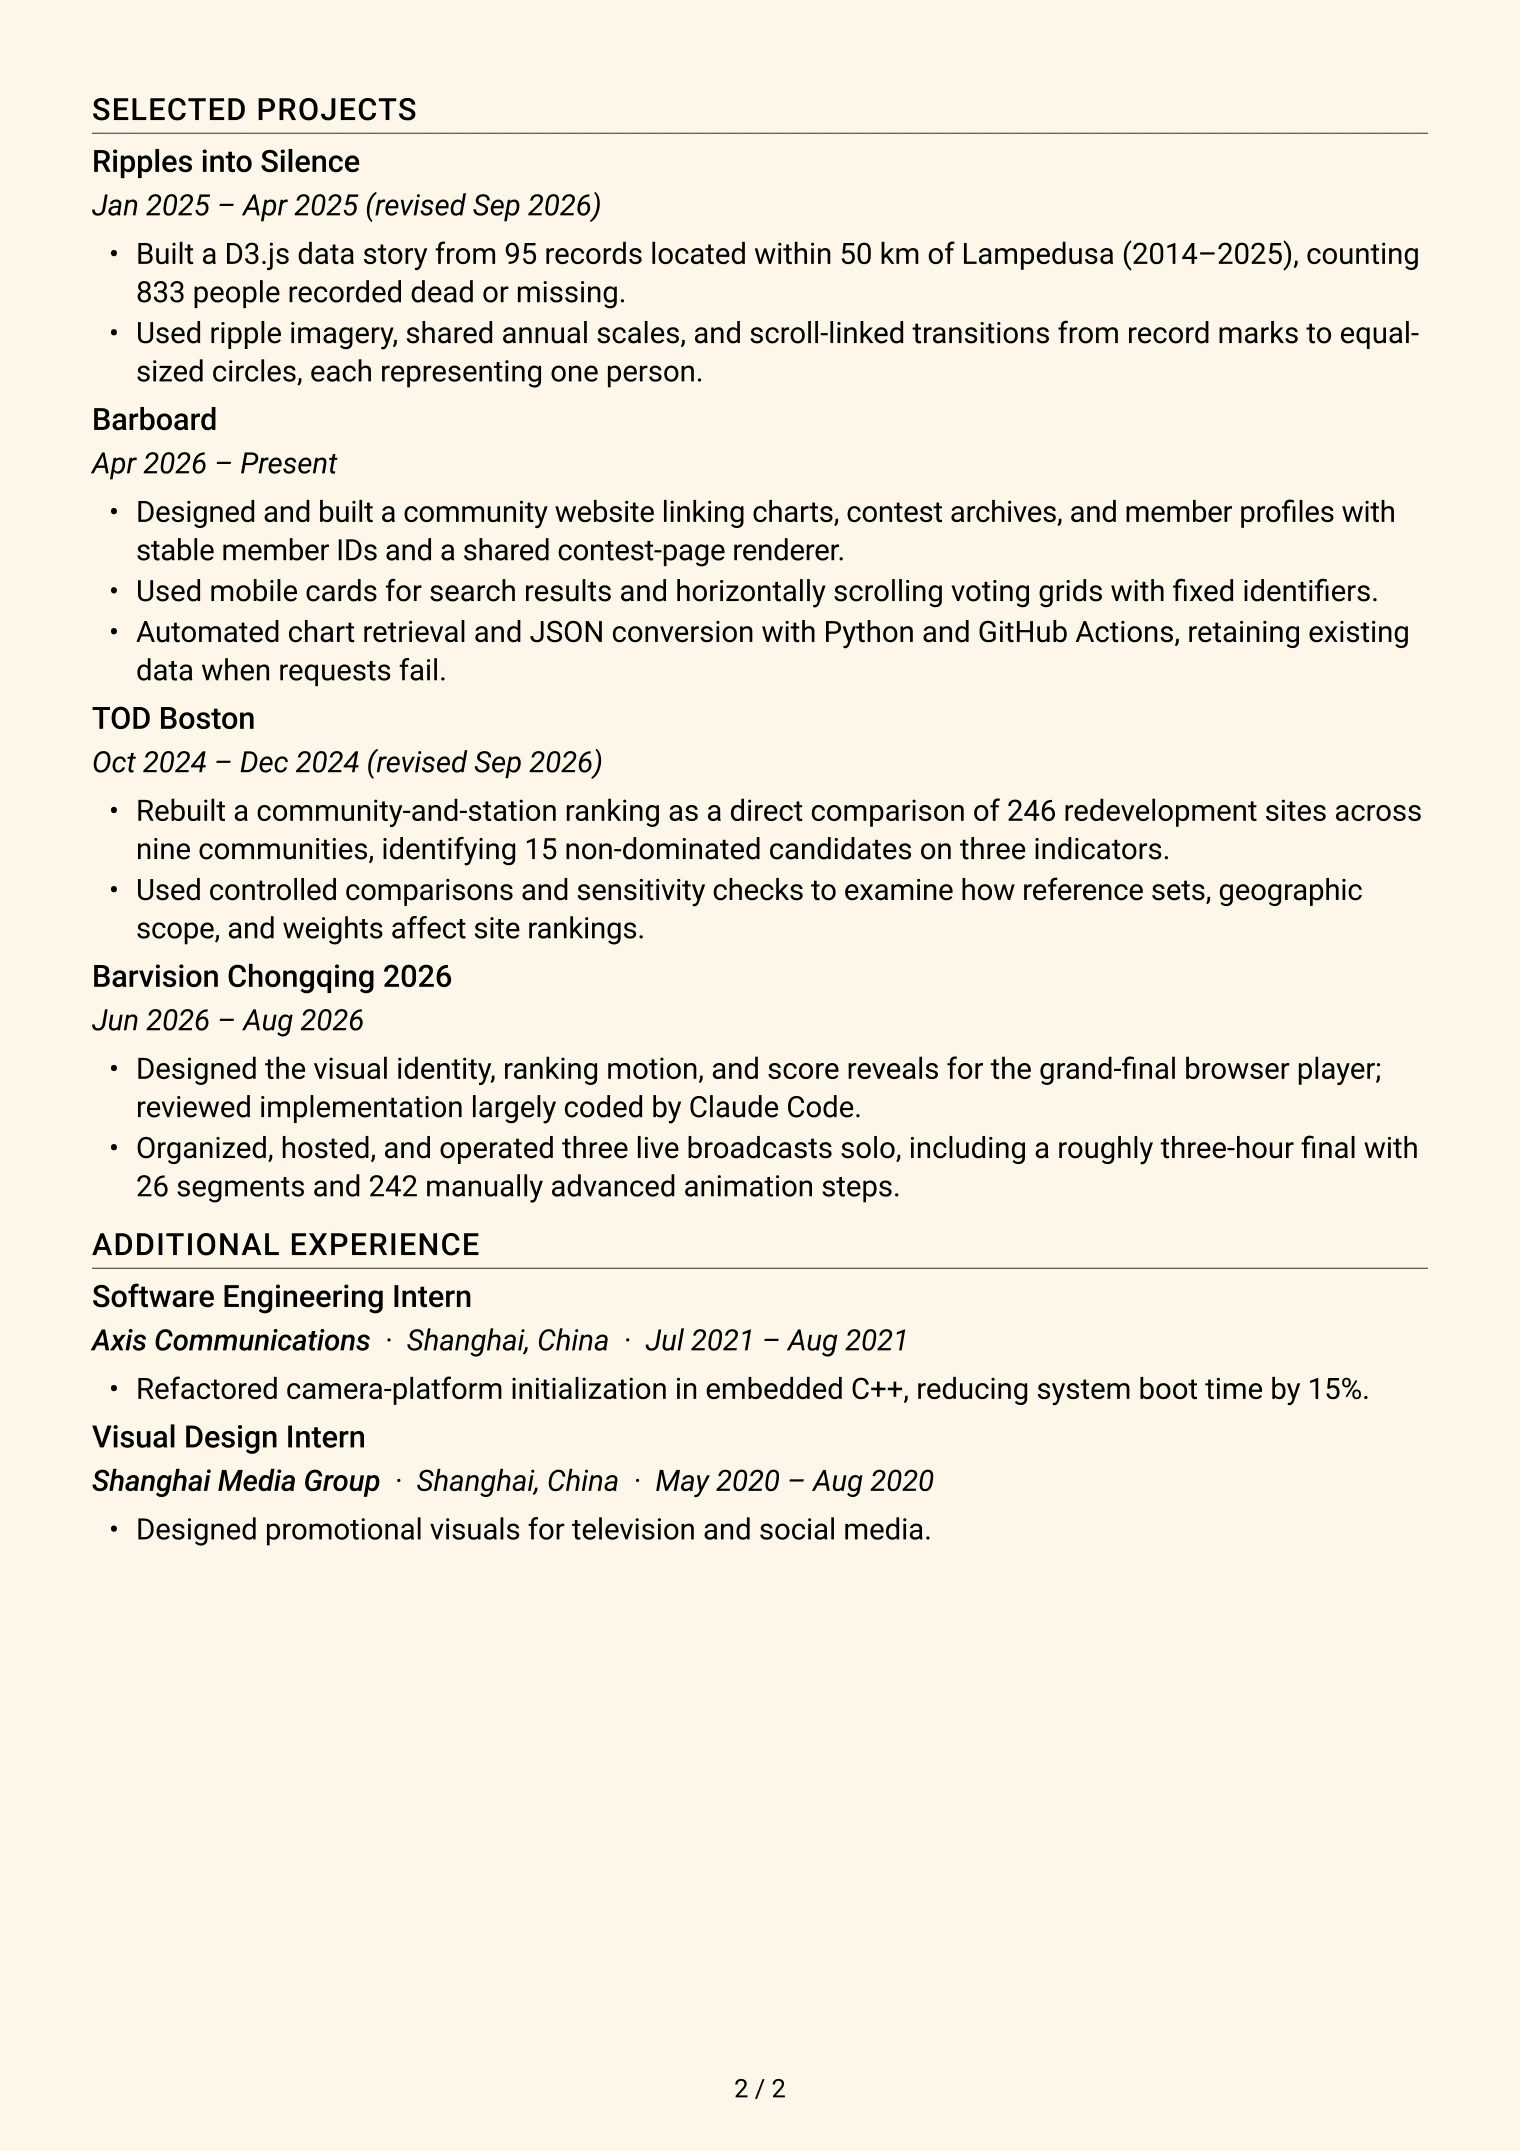 SELECTED PROJECTS
Ripples into Silence
Jan 2025 – Apr 2025 (revised Sep 2026)
• Built a D3.js data story from 95 records located within 50 km of Lampedusa (2014–2025), counting
833 people recorded dead or missing.
• Used ripple imagery, shared annual scales, and scroll-linked transitions from record marks to equal-
sized circles, each representing one person.
Barboard
Apr 2026 – Present
• Designed and built a community website linking charts, contest archives, and member profiles with
stable member IDs and a shared contest-page renderer.
• Used mobile cards for search results and horizontally scrolling voting grids with fixed identifiers.
• Automated chart retrieval and JSON conversion with Python and GitHub Actions, retaining existing
data when requests fail.
TOD Boston
Oct 2024 – Dec 2024 (revised Sep 2026)
• Rebuilt a community-and-station ranking as a direct comparison of 246 redevelopment sites across
nine communities, identifying 15 non-dominated candidates on three indicators.
• Used controlled comparisons and sensitivity checks to examine how reference sets, geographic
scope, and weights affect site rankings.
Barvision Chongqing 2026
Jun 2026 – Aug 2026
• Designed the visual identity, ranking motion, and score reveals for the grand-final browser player;
reviewed implementation largely coded by Claude Code.
• Organized, hosted, and operated three live broadcasts solo, including a roughly three-hour final with
26 segments and 242 manually advanced animation steps.
ADDITIONAL EXPERIENCE
Software Engineering Intern
Axis Communications · Shanghai, China · Jul 2021 – Aug 2021
• Refactored camera-platform initialization in embedded C++, reducing system boot time by 15%.
Visual Design Intern
Shanghai Media Group · Shanghai, China · May 2020 – Aug 2020
• Designed promotional visuals for television and social media.
2 / 2